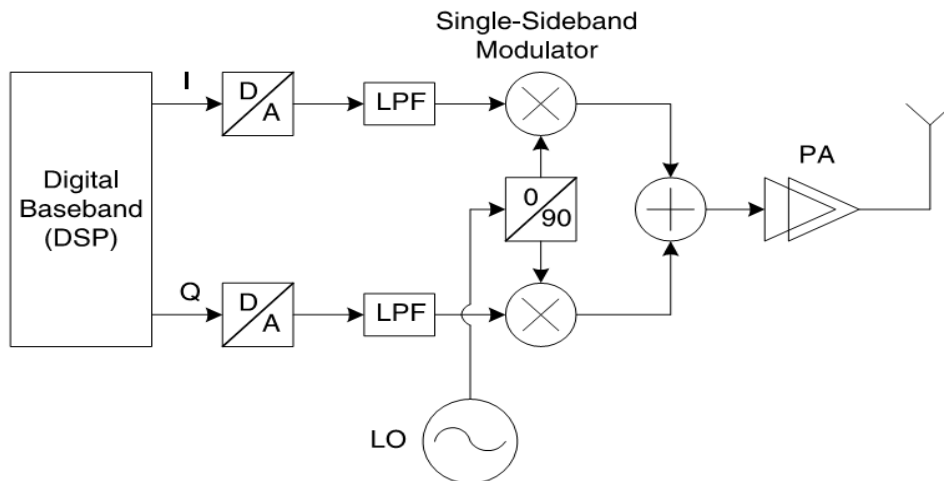 Single-Sideband
Modulator
I
D
A
LPF
Digital
Baseband
(DSP)
0
90
PA
Q
D
A
LPF
LO